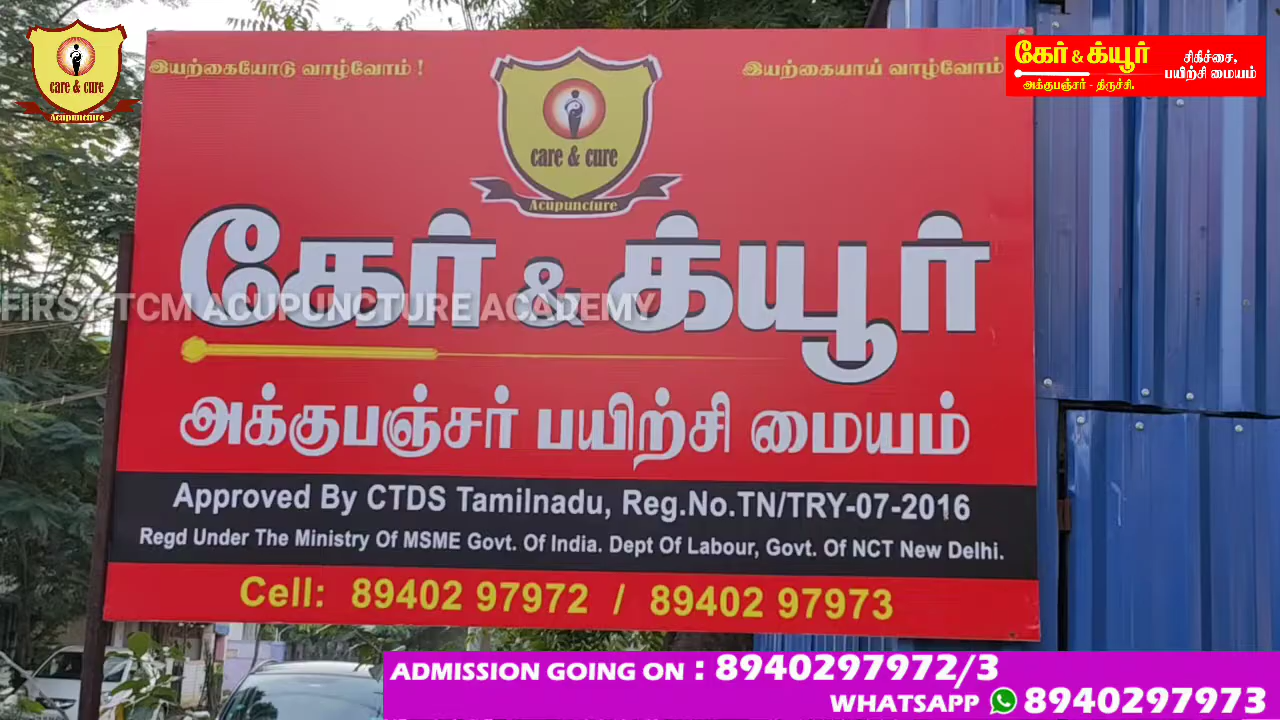 care & cure
Acupuncture
கேர் & க்யூர்
அக்குபஞ்சர் - திருச்சி.
சிகிச்சை,
பயிற்சி மையம்
இயற்கையோடு வாழ்வோம் !
இயற்கையாய் வாழ்வோம்
care & cure
Acupuncture
கேர் & க்யூர்
FIRST TCM ACUPUNCTURE ACADEMY
அக்குபஞ்சர் பயிற்சி மையம்
Approved By CTDS Tamilnadu, Reg.No.TN/TRY-07-2016
Regd Under The Ministry Of MSME Govt. Of India. Dept Of Labour, Govt. Of NCT New Delhi.
Cell: 89402 97972 / 89402 97973
ADMISSION GOING ON : 8940297972/3
WHATSAPP 8940297973